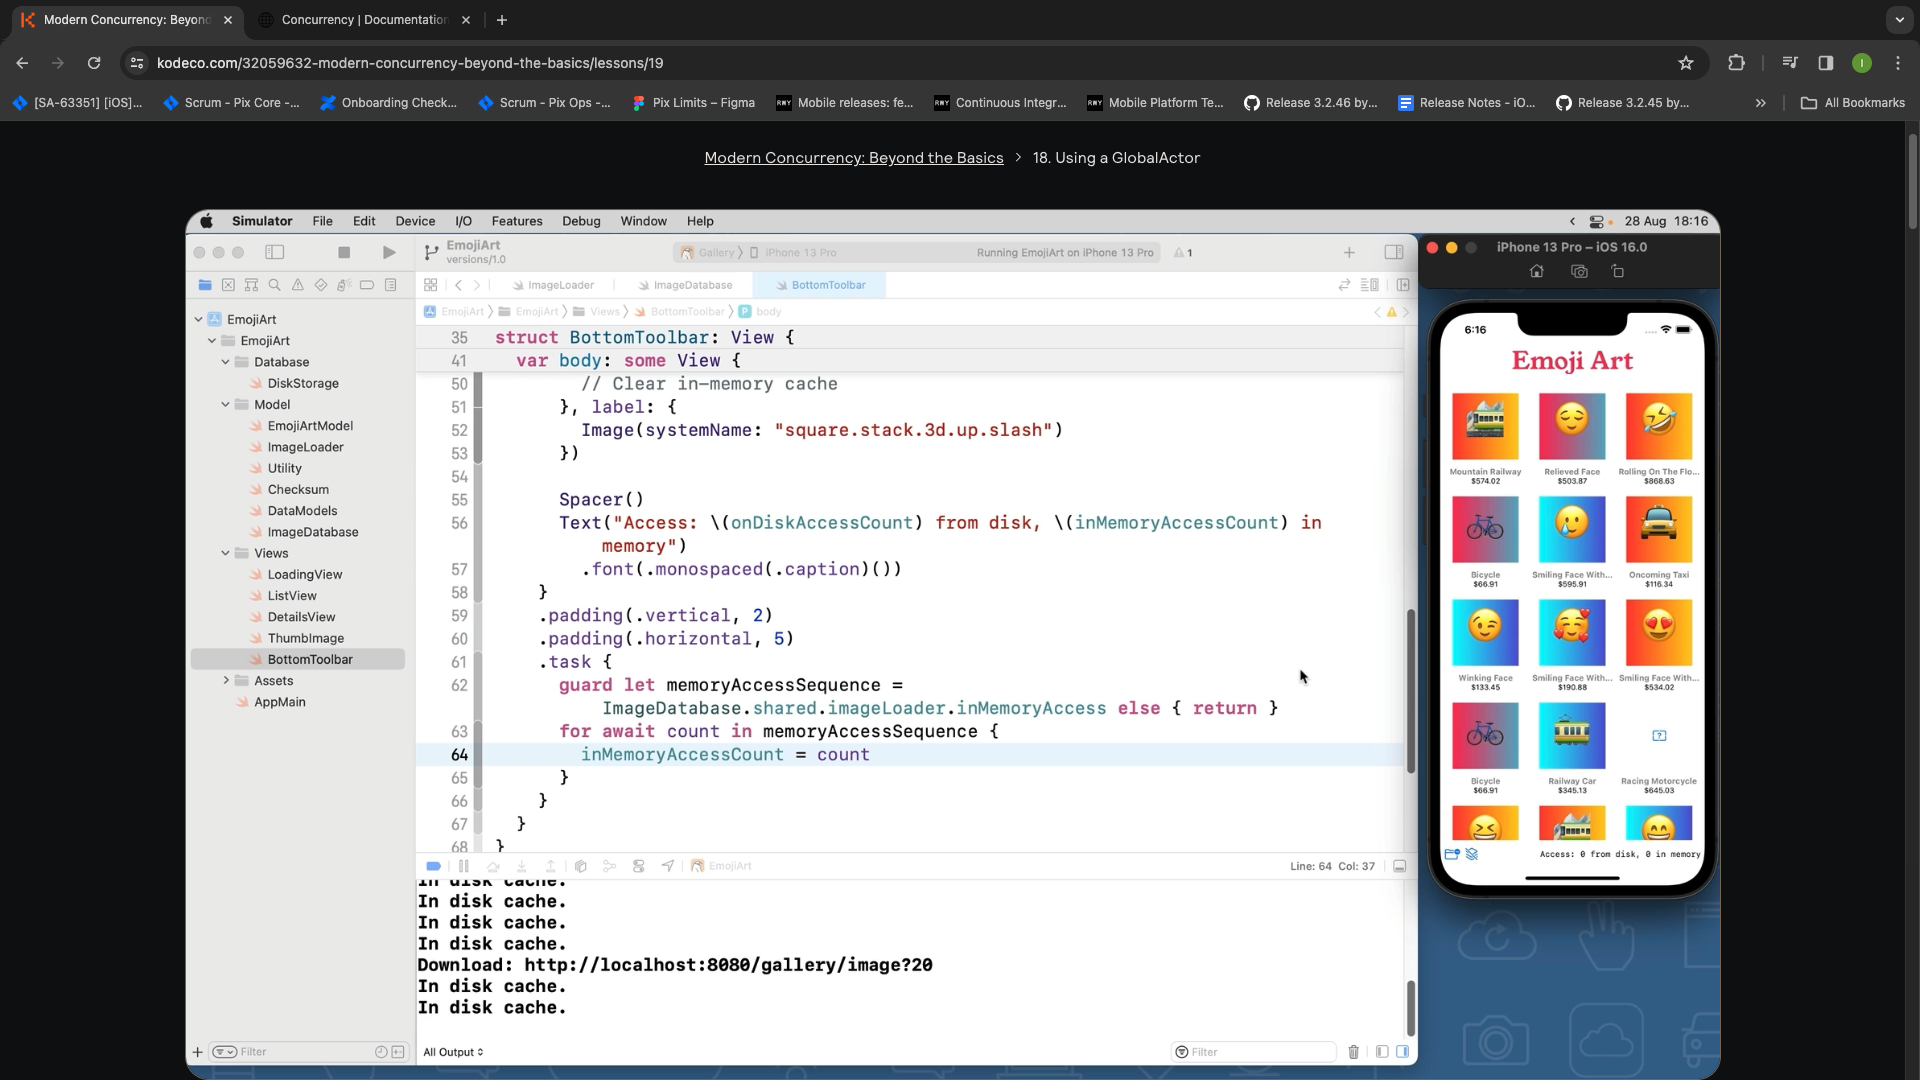 Modern Concurrency: Beyond
Concurrency | Documentation
kodeco.com/32059632-modern-concurrency-beyond-the-basics/lessons/19
[SA-63351] [iOS]...
Scrum - Pix Core -...
Onboarding Check...
Scrum - Pix Ops -...
Pix Limits – Figma
Mobile releases: fe...
Continuous Integr...
Mobile Platform Te...
Release 3.2.46 by...
Release Notes - iO...
Release 3.2.45 by...
All Bookmarks
Modern Concurrency: Beyond the Basics > 18. Using a GlobalActor
Simulator File Edit Device I/O Features Debug Window Help
28 Aug 18:16
EmojiArt
versions/1.0
Gallery
iPhone 13 Pro
Running EmojiArt on iPhone 13 Pro
1
ImageLoader
ImageDatabase
BottomToolbar
EmojiArt
EmojiArt
Views
BottomToolbar
body
EmojiArt
EmojiArt
Database
DiskStorage
Model
EmojiArtModel
ImageLoader
Utility
Checksum
DataModels
ImageDatabase
Views
LoadingView
ListView
DetailsView
ThumbImage
BottomToolbar
Assets
AppMain
Filter
35 struct BottomToolbar: View {
41 var body: some View {
50 // Clear in-memory cache
51 }, label: {
52 Image(systemName: "square.stack.3d.up.slash")
53 })
54
55 Spacer()
56 Text("Access: \(onDiskAccessCount) from disk, \(inMemoryAccessCount) in
memory")
57 .font(.monospaced(.caption)())
58 }
59 .padding(.vertical, 2)
60 .padding(.horizontal, 5)
61 .task {
62 guard let memoryAccessSequence =
ImageDatabase.shared.imageLoader.inMemoryAccess else { return }
63 for await count in memoryAccessSequence {
64 inMemoryAccessCount = count
65 }
66 }
67 }
68 }
EmojiArt
Line: 64 Col: 37
In disk cache.
In disk cache.
In disk cache.
In disk cache.
Download: http://localhost:8080/gallery/image?20
In disk cache.
In disk cache.
All Output
Filter
iPhone 13 Pro – iOS 16.0
6:16
Emoji Art
Mountain Railway
$574.02
Relieved Face
$503.87
Rolling On The Flo...
$868.63
Bicycle
$66.91
Smiling Face With...
$595.91
Oncoming Taxi
$116.34
Winking Face
$133.45
Smiling Face With...
$190.88
Smiling Face With...
$534.02
Bicycle
$66.91
Railway Car
$345.13
Racing Motorcycle
$645.03
Access: 0 from disk, 0 in memory